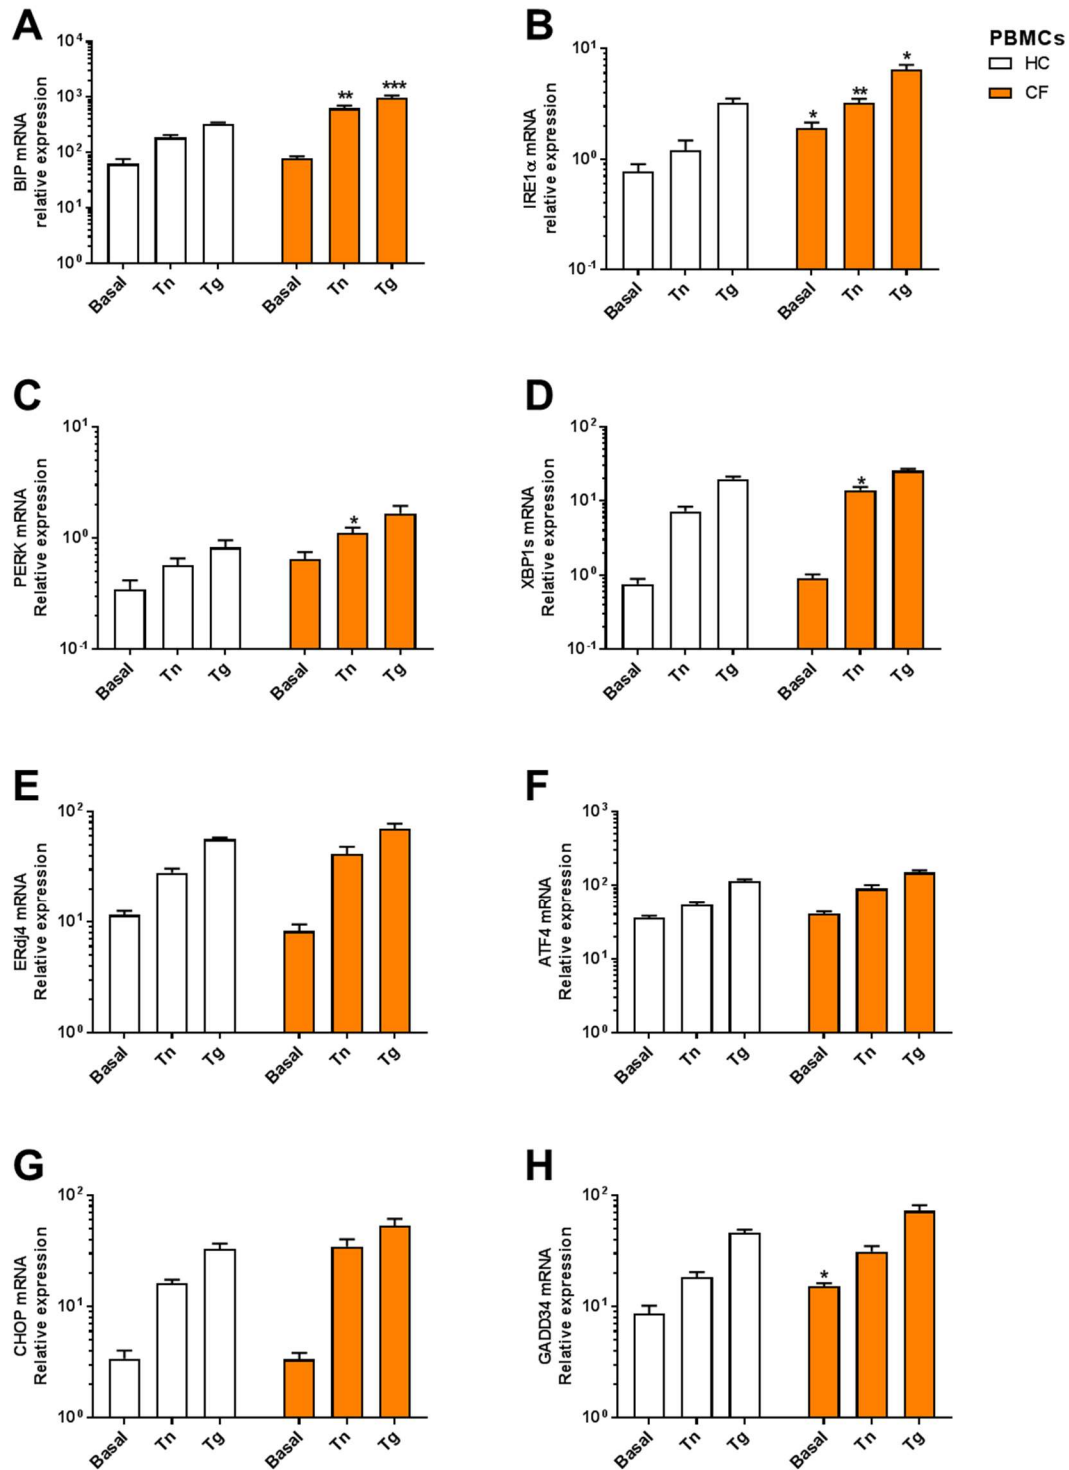 A
BIP mRNA
relative expression
10⁴
10³
10²
10¹
10⁰
** ***
Basal Tn Tg Basal Tn Tg
B
IRE1α mRNA
relative expression
10¹
10⁰
10⁻¹
* ** *
Basal Tn Tg Basal Tn Tg
PBMCs
HC
CF
C
PERK mRNA
Relative expression
10¹
10⁰
10⁻¹
*
Basal Tn Tg Basal Tn Tg
D
XBP1s mRNA
Relative expression
10²
10¹
10⁰
10⁻¹
*
Basal Tn Tg Basal Tn Tg
E
ERdj4 mRNA
Relative expression
10²
10¹
10⁰
Basal Tn Tg Basal Tn Tg
F
ATF4 mRNA
Relative expression
10³
10²
10¹
10⁰
Basal Tn Tg Basal Tn Tg
G
CHOP mRNA
Relative expression
10²
10¹
10⁰
Basal Tn Tg Basal Tn Tg
H
GADD34 mRNA
Relative expression
10²
10¹
10⁰
*
Basal Tn Tg Basal Tn Tg